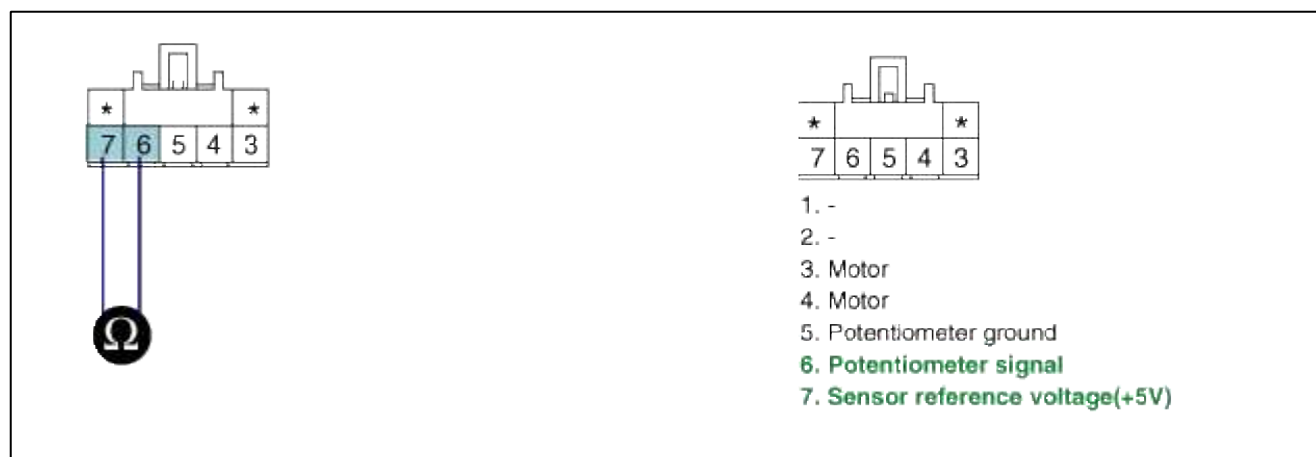 * *
7 6 5 4 3
Ω
* *
7 6 5 4 3
1. -
2. -
3. Motor
4. Motor
5. Potentiometer ground
6. Potentiometer signal
7. Sensor reference voltage(+5V)